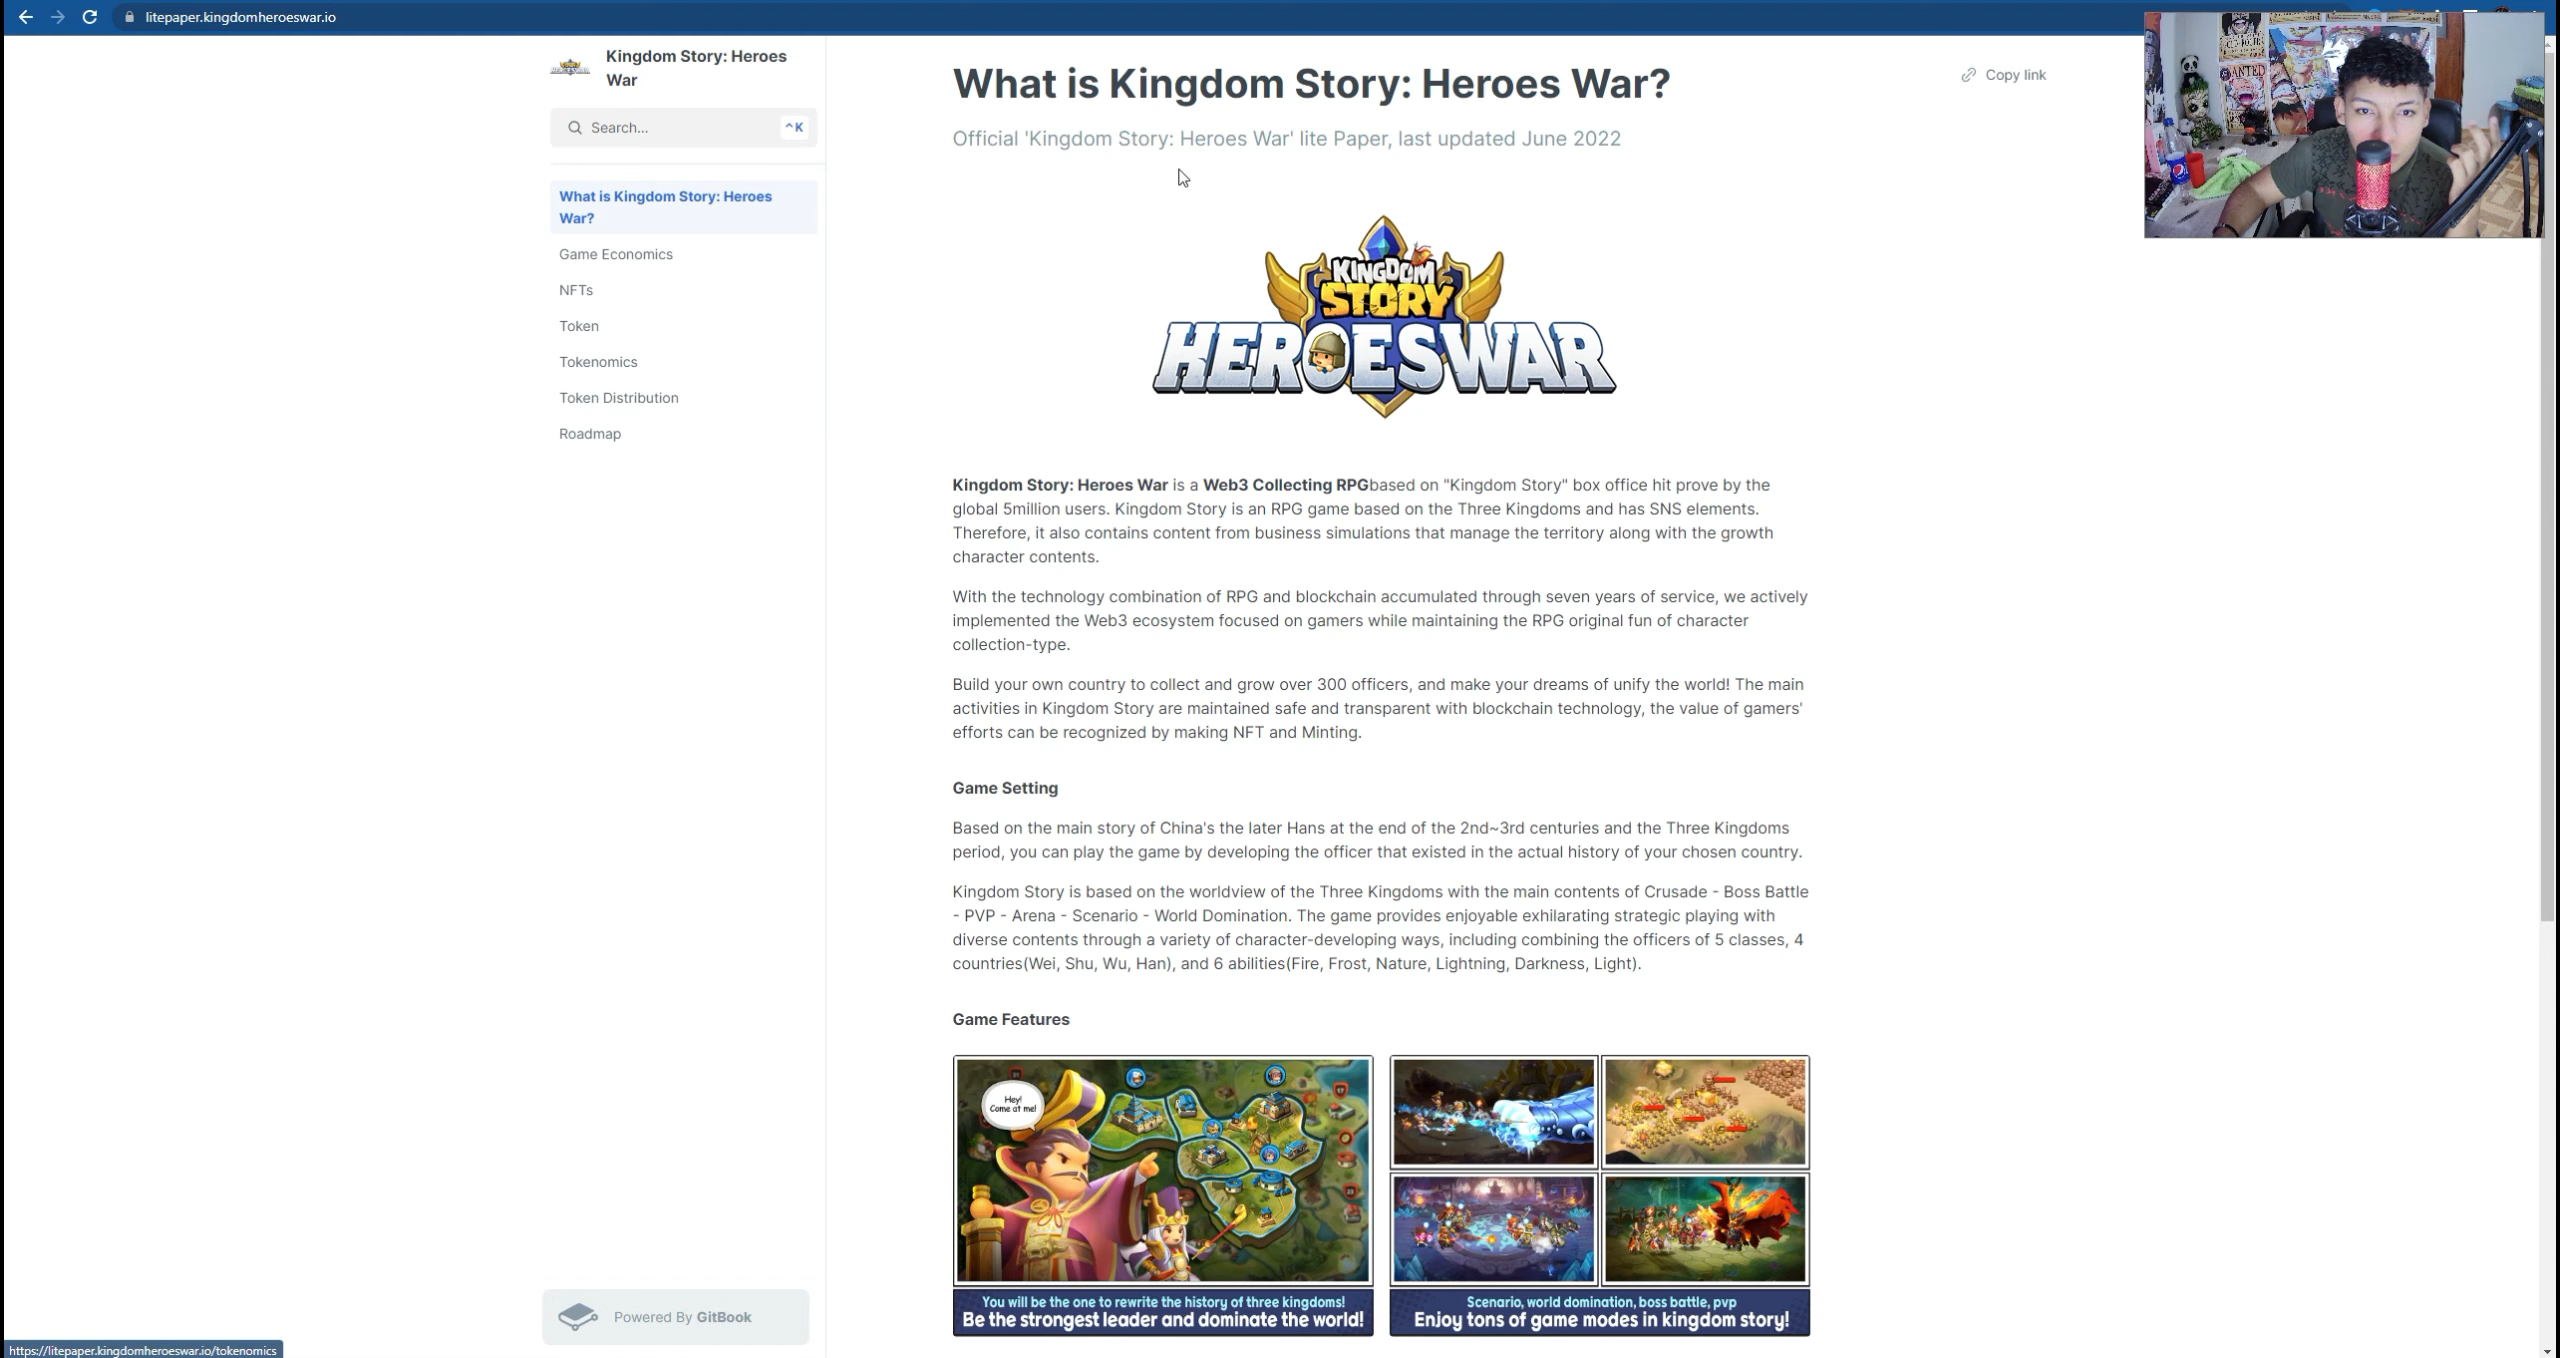 litepaper.kingdomheroeswar.io
Kingdom Story: Heroes
War
Search...
^K
What is Kingdom Story: Heroes
War?
Game Economics
NFTs
Token
Tokenomics
Token Distribution
Roadmap
Powered By GitBook
https://litepaper.kingdomheroeswar.io/tokenomics
What is Kingdom Story: Heroes War?
Copy link
Official 'Kingdom Story: Heroes War' lite Paper, last updated June 2022
KINGDOM
STORY
HEROES WAR
Kingdom Story: Heroes War is a Web3 Collecting RPGbased on "Kingdom Story" box office hit prove by the
global 5million users. Kingdom Story is an RPG game based on the Three Kingdoms and has SNS elements.
Therefore, it also contains content from business simulations that manage the territory along with the growth
character contents.
With the technology combination of RPG and blockchain accumulated through seven years of service, we actively
implemented the Web3 ecosystem focused on gamers while maintaining the RPG original fun of character
collection-type.
Build your own country to collect and grow over 300 officers, and make your dreams of unify the world! The main
activities in Kingdom Story are maintained safe and transparent with blockchain technology, the value of gamers'
efforts can be recognized by making NFT and Minting.
Game Setting
Based on the main story of China's the later Hans at the end of the 2nd~3rd centuries and the Three Kingdoms
period, you can play the game by developing the officer that existed in the actual history of your chosen country.
Kingdom Story is based on the worldview of the Three Kingdoms with the main contents of Crusade - Boss Battle
- PVP - Arena - Scenario - World Domination. The game provides enjoyable exhilarating strategic playing with
diverse contents through a variety of character-developing ways, including combining the officers of 5 classes, 4
countries(Wei, Shu, Wu, Han), and 6 abilities(Fire, Frost, Nature, Lightning, Darkness, Light).
Game Features
Hey!
Come at me!
You will be the one to rewrite the history of three kingdoms!
Be the strongest leader and dominate the world!
Scenario, world domination, boss battle, pvp
Enjoy tons of game modes in kingdom story!
WANTED